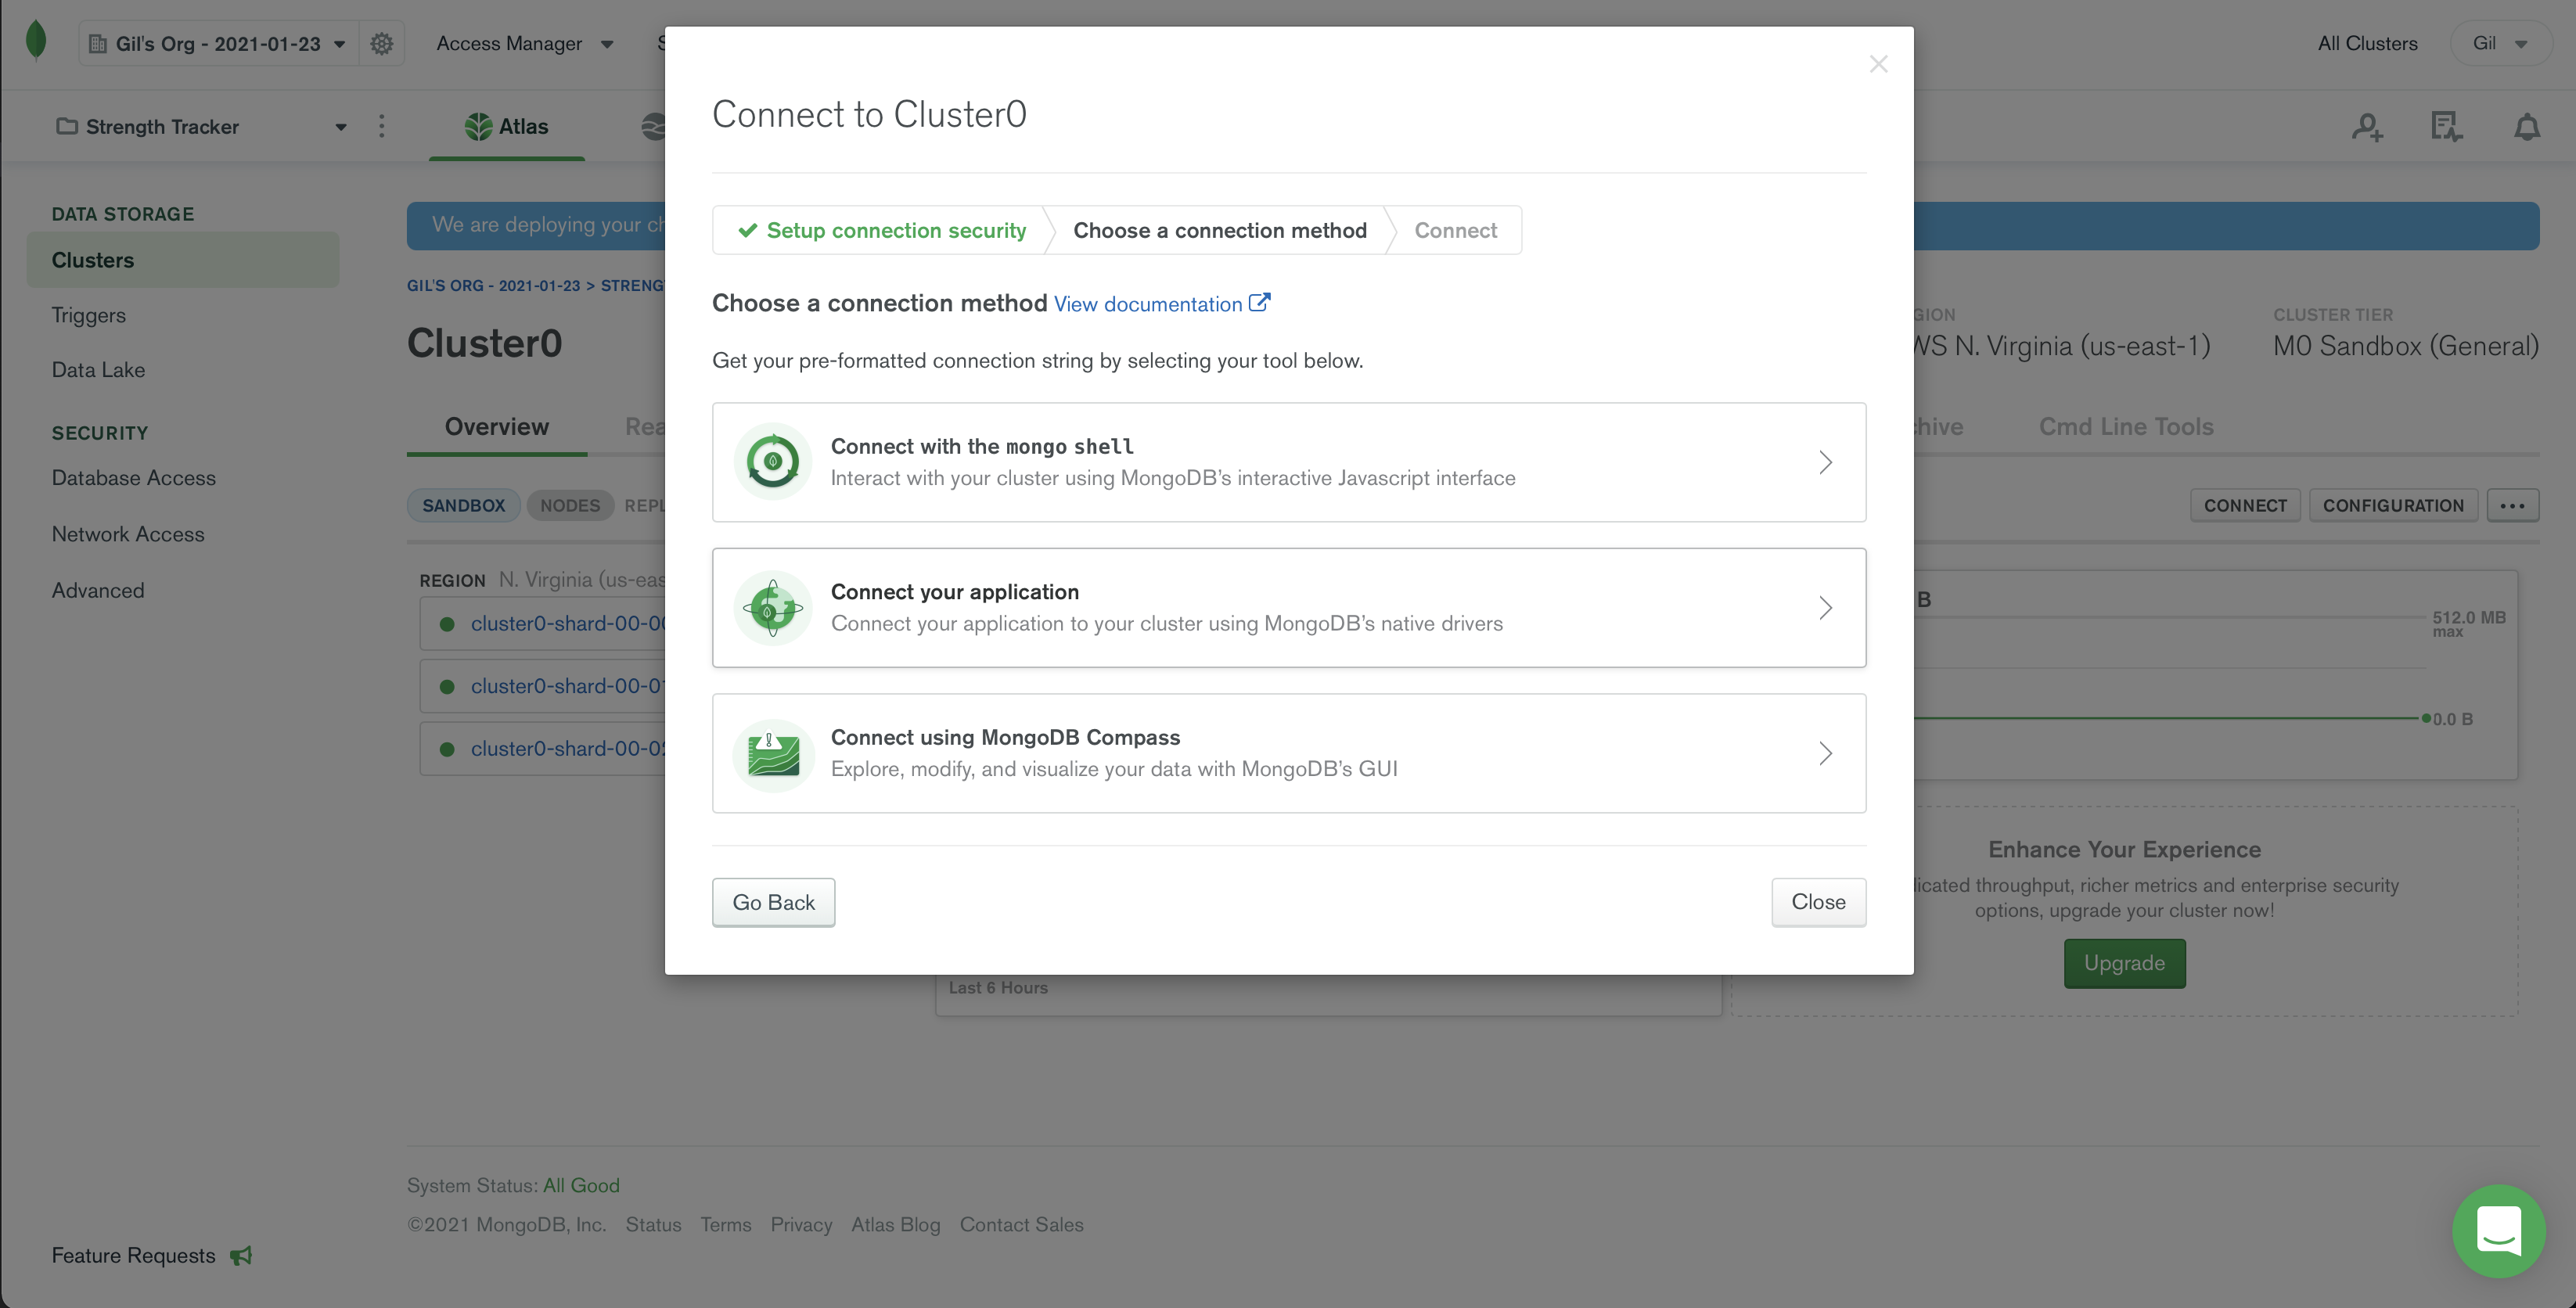 Gil's Org - 2021-01-23
Access Manager
All Clusters
Gil
Strength Tracker
Atlas
DATA STORAGE
Clusters
Triggers
Data Lake
SECURITY
Database Access
Network Access
Advanced
Feature Requests
We are deploying your
GIL'S ORG - 2021-01-23 > STRENG
Cluster0
Overview
SANDBOX
NODES
REGION N. Virginia (us-eas
cluster0-shard-00-0
cluster0-shard-00-0
cluster0-shard-00-0
Connect to Cluster0
Setup connection security
Choose a connection method
Connect
Choose a connection method View documentation
Get your pre-formatted connection string by selecting your tool below.
Connect with the mongo shell
Interact with your cluster using MongoDB’s interactive Javascript interface
Connect your application
Connect your application to your cluster using MongoDB’s native drivers
Connect using MongoDB Compass
Explore, modify, and visualize your data with MongoDB’s GUI
Go Back
Close
Last 6 Hours
GION
WS N. Virginia (us-east-1)
CLUSTER TIER
M0 Sandbox (General)
chive
Cmd Line Tools
CONNECT
CONFIGURATION
B
512.0 MB
max
0.0 B
Enhance Your Experience
licated throughput, richer metrics and enterprise security
options, upgrade your cluster now!
Upgrade
System Status: All Good
©2021 MongoDB, Inc. Status Terms Privacy Atlas Blog Contact Sales